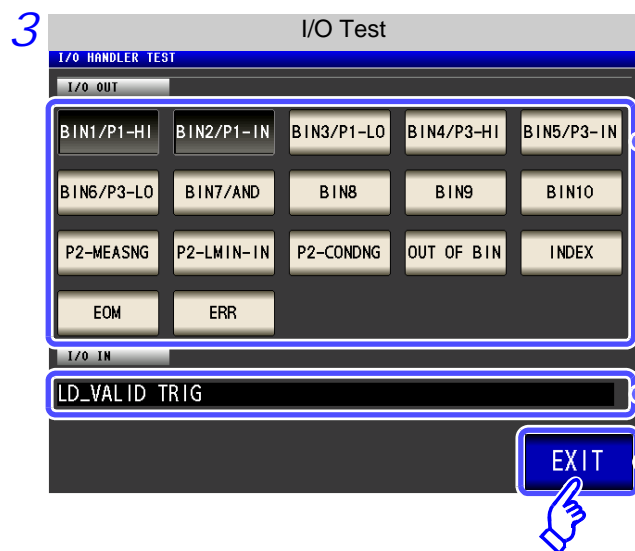 3
I/O Test
I/O HANDLER TEST
I/O OUT
BIN1/P1-HI BIN2/P1-IN BIN3/P1-LO BIN4/P3-HI BIN5/P3-IN
BIN6/P3-LO BIN7/AND BIN8 BIN9 BIN10
P2-MEASNG P2-LMIN-IN P2-CONDNG OUT OF BIN INDEX
EOM ERR
I/O IN
LD_VALID TRIG
EXIT